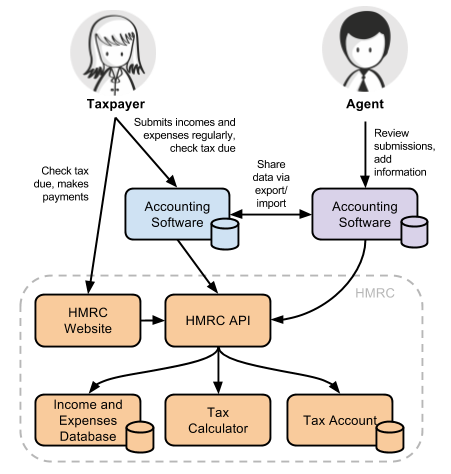 Taxpayer
Agent
Submits incomes and
expenses regularly,
check tax due
Review
submissions,
add
information
Check tax
due, makes
payments
Share
data via
export/
import
Accounting
Software
Accounting
Software
HMRC
HMRC
Website
HMRC API
Income and
Expenses
Database
Tax
Calculator
Tax Account